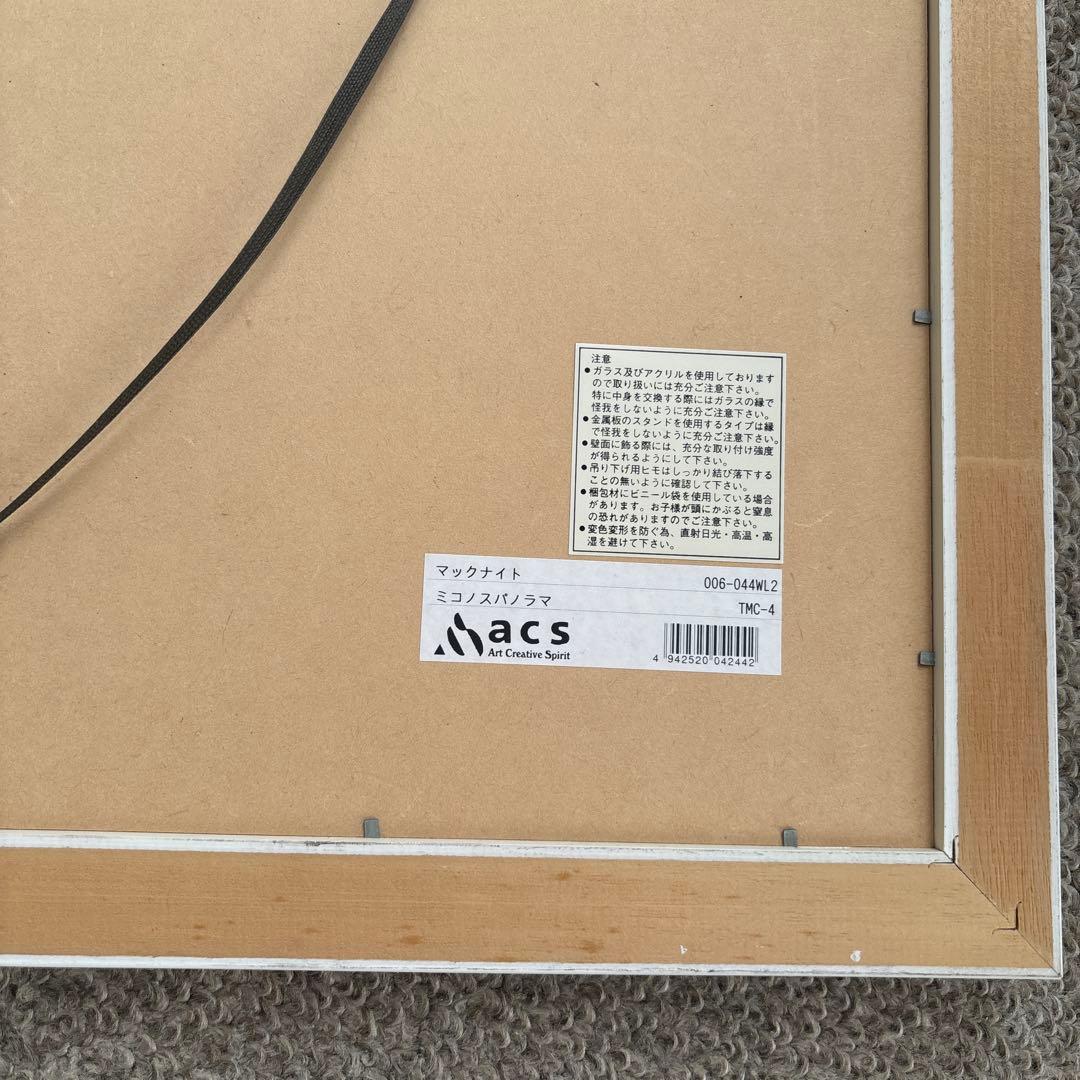 注意
●ガラス及びアクリルを使用しております
ので取り扱いには充分ご注意下さい。
特に中身を交換する際にはガラスの縁で
怪我をしないように充分ご注意下さい。
●金属板のスタンドを使用するタイプは縁
で怪我をしないように充分ご注意下さい。
●壁面に飾る際には、充分な取り付け強度
が得られるようにして下さい。
●吊り下げ用ヒモはしっかり結び落下する
ことの無いように確認して下さい。
●梱包材にビニール袋を使用している場合
があります。お子様が頭にかぶると窒息
の恐れがありますのでご注意下さい。
●変色変形を防ぐ為、直射日光・高温・高
湿を避けて下さい。
マックナイト 006-044WL2
ミコノスパノラマ TMC-4
Macs
Art Creative Spirit
4 942520 042442